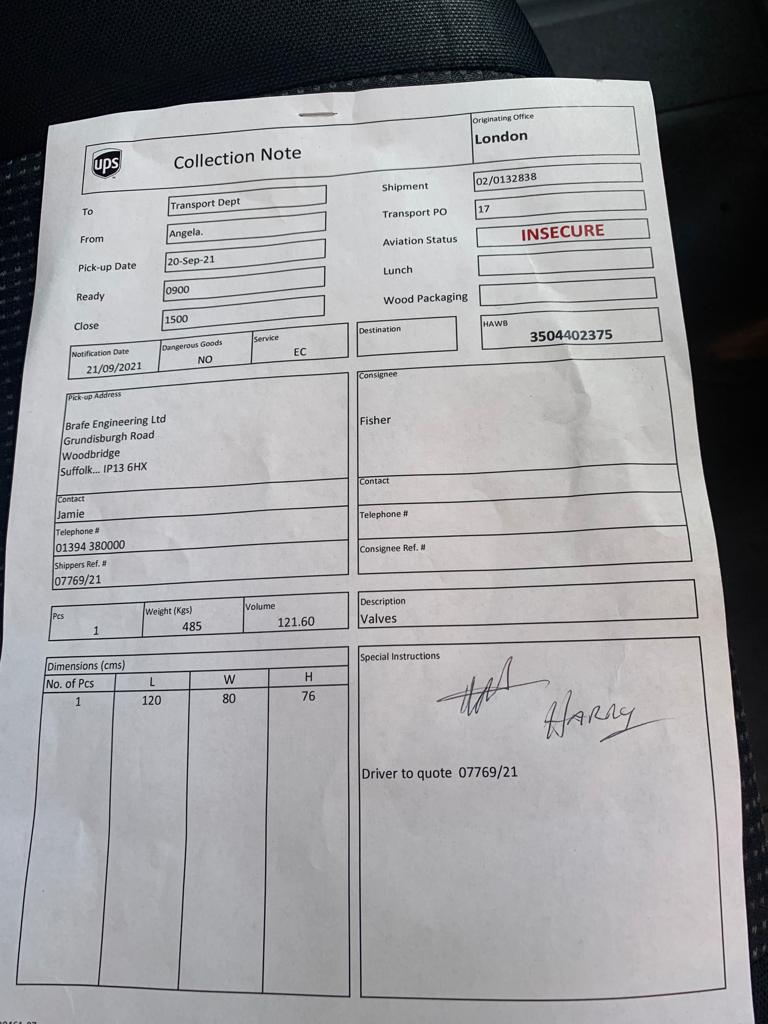 ups
Collection Note
Originating Office
London
To
Transport Dept
From
Angela.
Pick-up Date
20-Sep-21
Ready
0900
Close
1500
Shipment
02/0132838
Transport PO
17
Aviation Status
INSECURE
Lunch
Wood Packaging
Notification Date
21/09/2021
Dangerous Goods
NO
Service
EC
Destination
HAWB
3504402375
Pick-up Address
Brafe Engineering Ltd
Grundisburgh Road
Woodbridge
Suffolk... IP13 6HX
Contact
Jamie
Telephone #
01394 380000
Shippers Ref. #
07769/21
Consignee
Fisher
Contact
Telephone #
Consignee Ref. #
Pcs
1
Weight (Kgs)
485
Volume
121.60
Description
Valves
Dimensions (cms)
No. of Pcs L W H
1 120 80 76
Special Instructions
HARRY
Driver to quote 07769/21